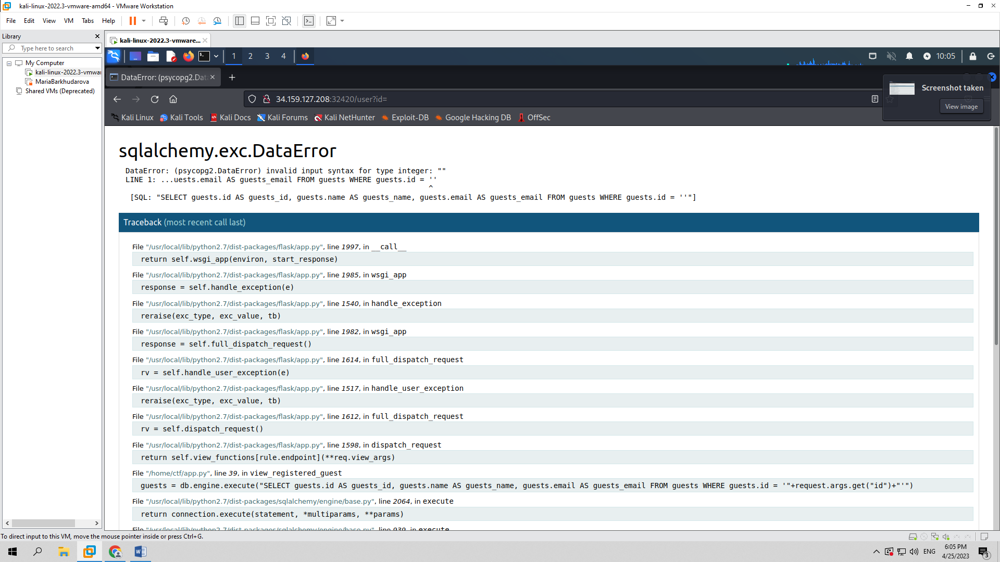 kali-linux-2022.3-vmware-amd64 - VMware Workstation
File Edit View VM Tabs Help
Library
Type here to search
My Computer
kali-linux-2022.3-vmwar
MariaBarkhudarova
Shared VMs (Deprecated)
kali-linux-2022.3-vmware...
1 2 3 4
10:05
DataError: (psycopg2.Dat
Screenshot taken
View image
34.159.127.208:32420/user?id=
Kali Linux Kali Tools Kali Docs Kali Forums Kali NetHunter Exploit-DB Google Hacking DB OffSec
sqlalchemy.exc.DataError
DataError: (psycopg2.DataError) invalid input syntax for type integer: ""
LINE 1: ...uests.email AS guests_email FROM guests WHERE guests.id = ''
^
[SQL: "SELECT guests.id AS guests_id, guests.name AS guests_name, guests.email AS guests_email FROM guests WHERE guests.id = ''"]
Traceback (most recent call last)
File "/usr/local/lib/python2.7/dist-packages/flask/app.py", line 1997, in __call__
return self.wsgi_app(environ, start_response)
File "/usr/local/lib/python2.7/dist-packages/flask/app.py", line 1985, in wsgi_app
response = self.handle_exception(e)
File "/usr/local/lib/python2.7/dist-packages/flask/app.py", line 1540, in handle_exception
reraise(exc_type, exc_value, tb)
File "/usr/local/lib/python2.7/dist-packages/flask/app.py", line 1982, in wsgi_app
response = self.full_dispatch_request()
File "/usr/local/lib/python2.7/dist-packages/flask/app.py", line 1614, in full_dispatch_request
rv = self.handle_user_exception(e)
File "/usr/local/lib/python2.7/dist-packages/flask/app.py", line 1517, in handle_user_exception
reraise(exc_type, exc_value, tb)
File "/usr/local/lib/python2.7/dist-packages/flask/app.py", line 1612, in full_dispatch_request
rv = self.dispatch_request()
File "/usr/local/lib/python2.7/dist-packages/flask/app.py", line 1598, in dispatch_request
return self.view_functions[rule.endpoint](**req.view_args)
File "/home/ctf/app.py", line 39, in view_registered_guest
guests = db.engine.execute("SELECT guests.id AS guests_id, guests.name AS guests_name, guests.email AS guests_email FROM guests WHERE guests.id = '"+request.args.get("id")+"'")
File "/usr/local/lib/python2.7/dist-packages/sqlalchemy/engine/base.py", line 2064, in execute
return connection.execute(statement, *multiparams, **params)
File "/usr/local/lib/python2.7/dist-packages/sqlalchemy/engine/base.py", line 939, in execute
To direct input to this VM, move the mouse pointer inside or press Ctrl+G.
ENG
6:05 PM
4/25/2023
3